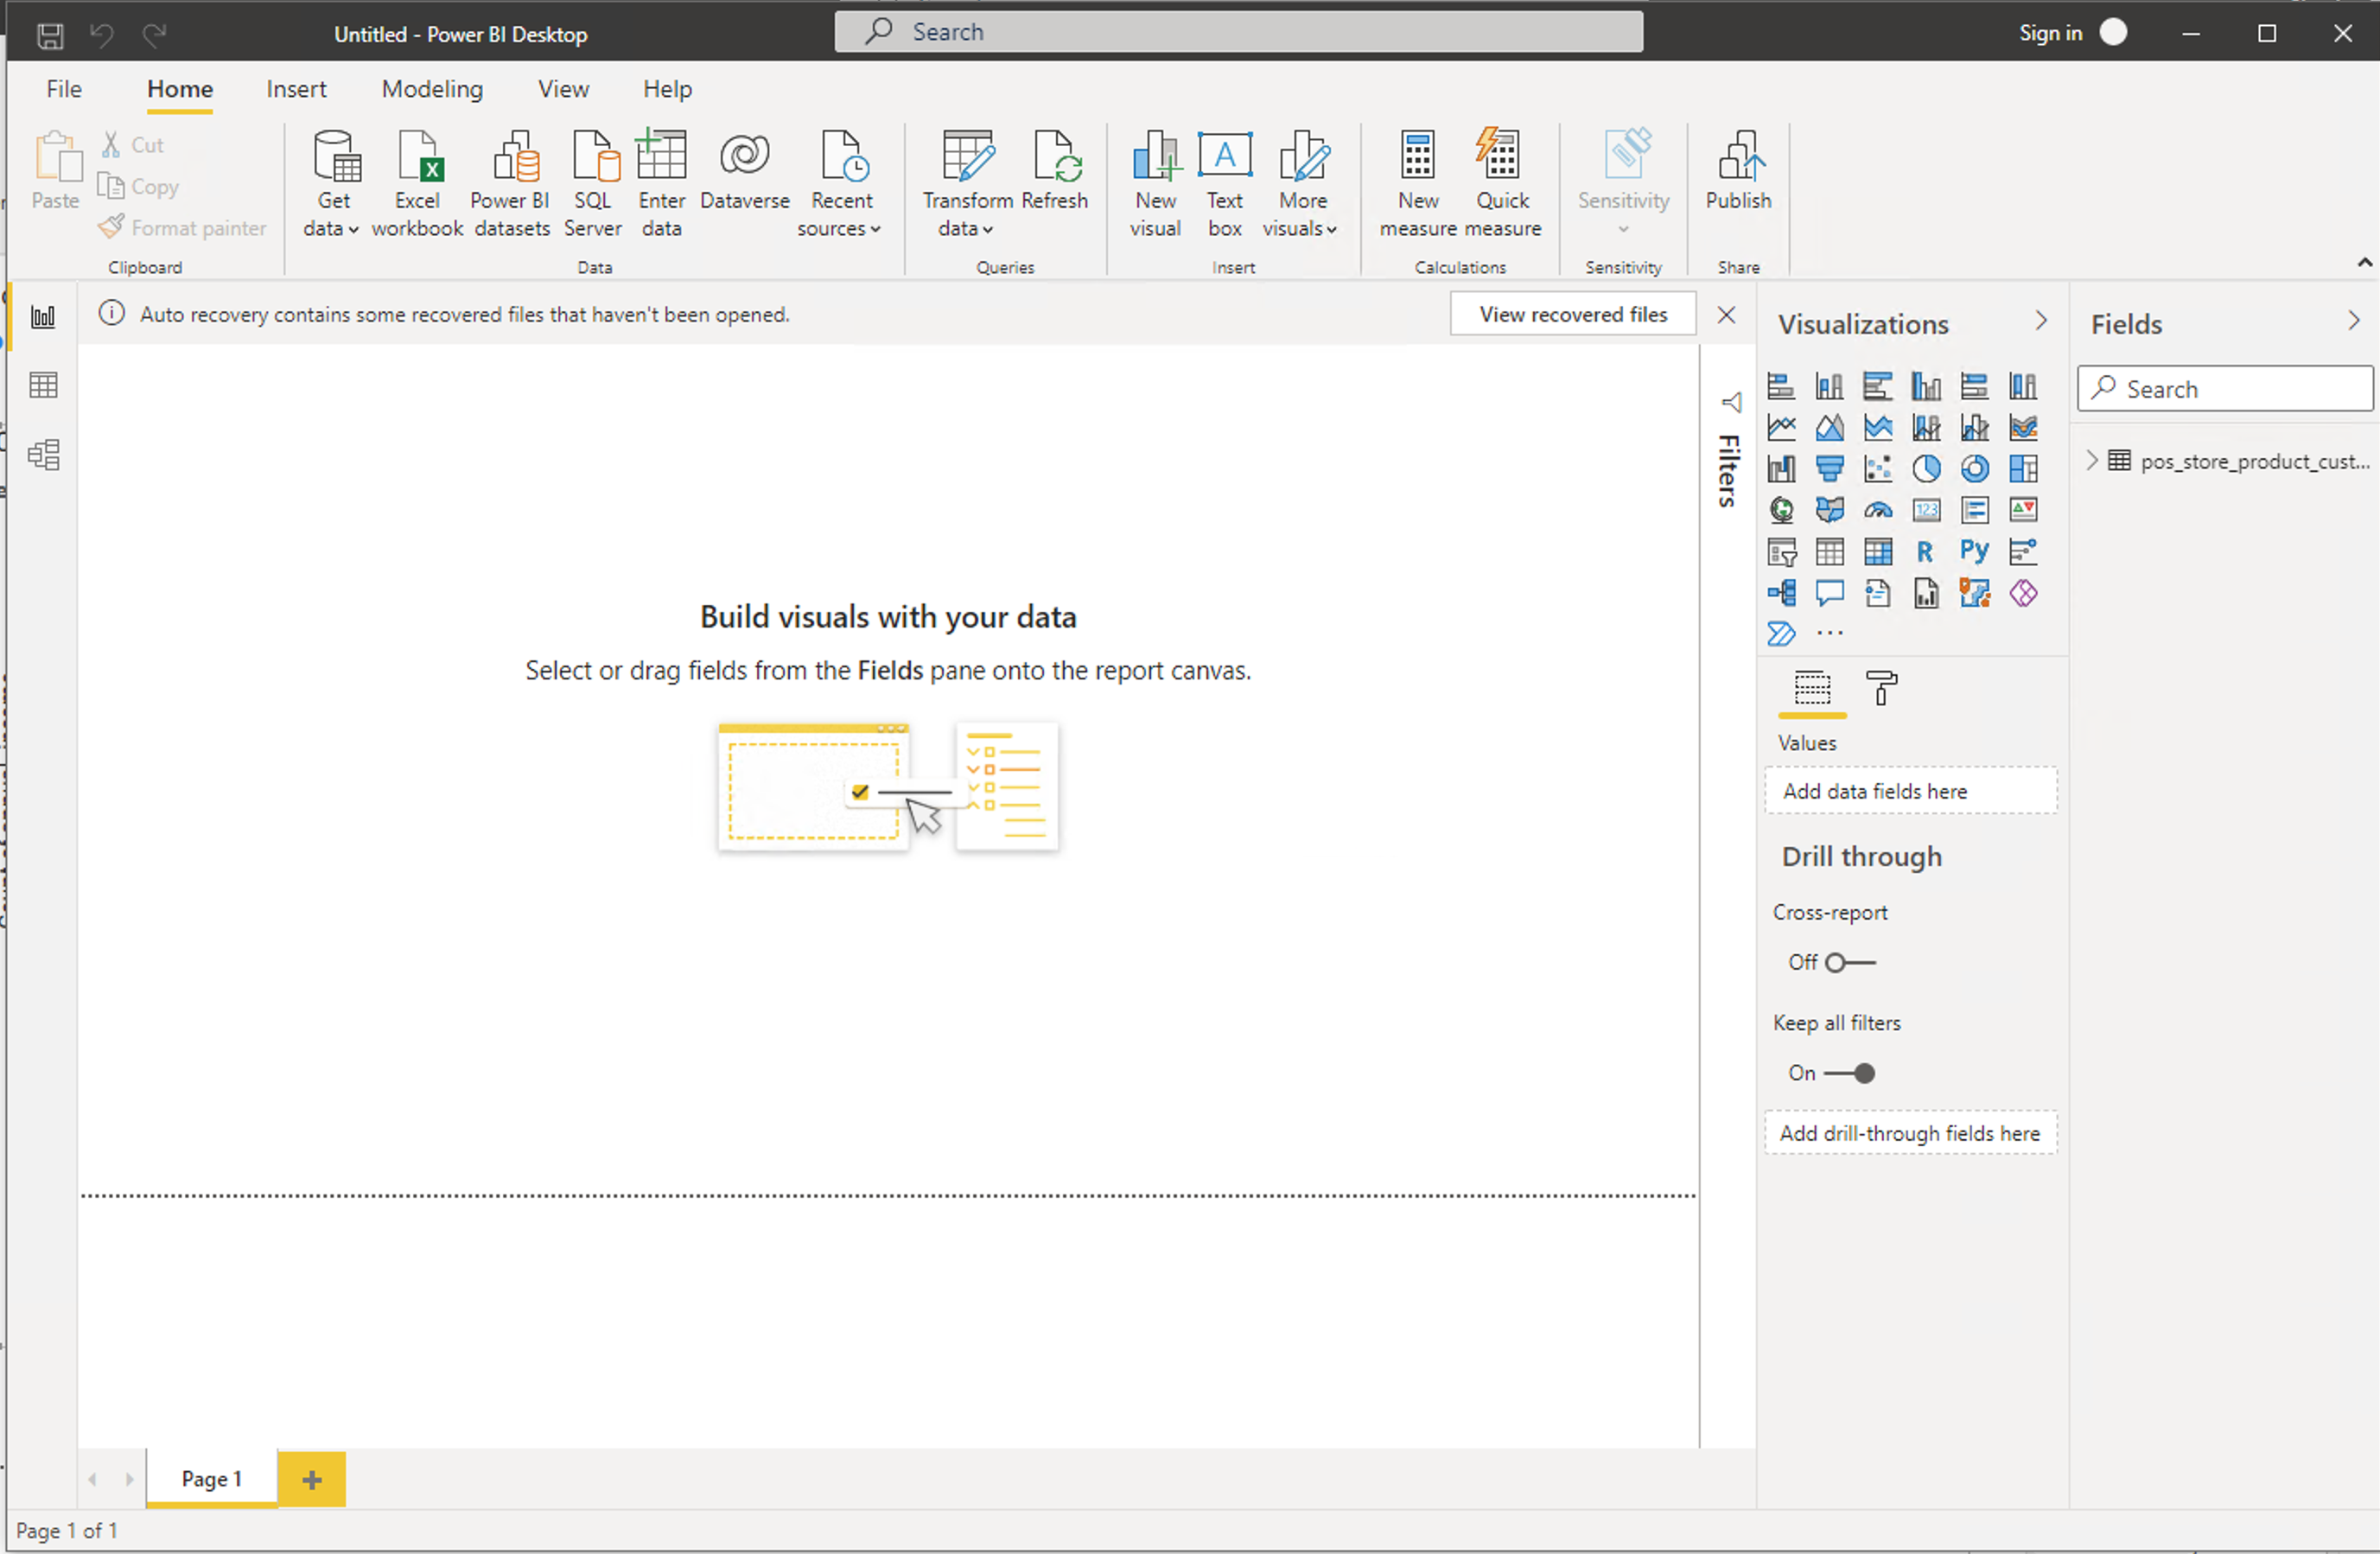 Untitled - Power BI Desktop
Search
Sign in
File
Home
Insert
Modeling
View
Help
Paste
Cut
Copy
Format painter
Clipboard
Get data
Excel workbook
Power BI datasets
SQL Server
Enter data
Dataverse
Recent sources
Data
Transform data
Refresh
Queries
New visual
Text box
A
More visuals
Insert
New measure
Quick measure
Calculations
Sensitivity
Sensitivity
Publish
Share
Auto recovery contains some recovered files that haven't been opened.
View recovered files
Build visuals with your data
Select or drag fields from the Fields pane onto the report canvas.
Filters
Visualizations
123
R
Py
Values
Add data fields here
Drill through
Cross-report
Off
Keep all filters
On
Add drill-through fields here
Fields
Search
pos_store_product_cust...
Page 1
Page 1 of 1